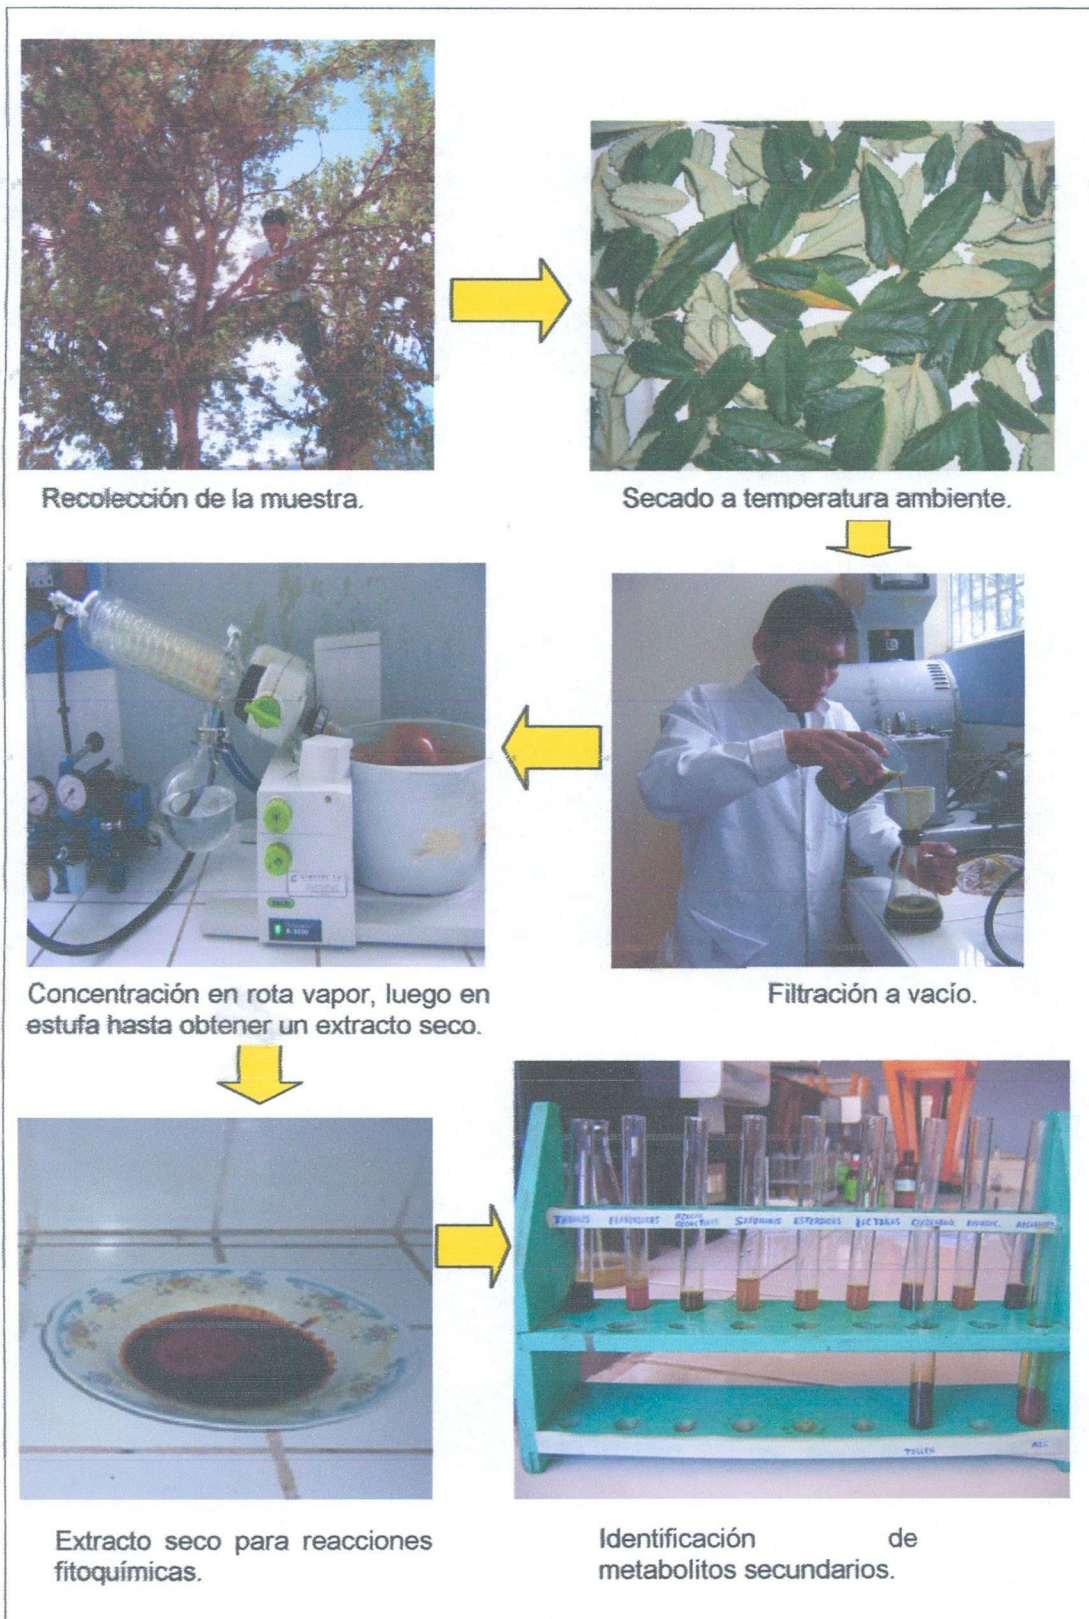 Recolección de la muestra.
Secado a temperatura ambiente.
Filtración a vacío.
Concentración en rota vapor, luego en
estufa hasta obtener un extracto seco.
Extracto seco para reacciones
fitoquímicas.
SAPONINAS
ESTEROIDES
LACTONAS
Identificación de
metabolitos secundarios.